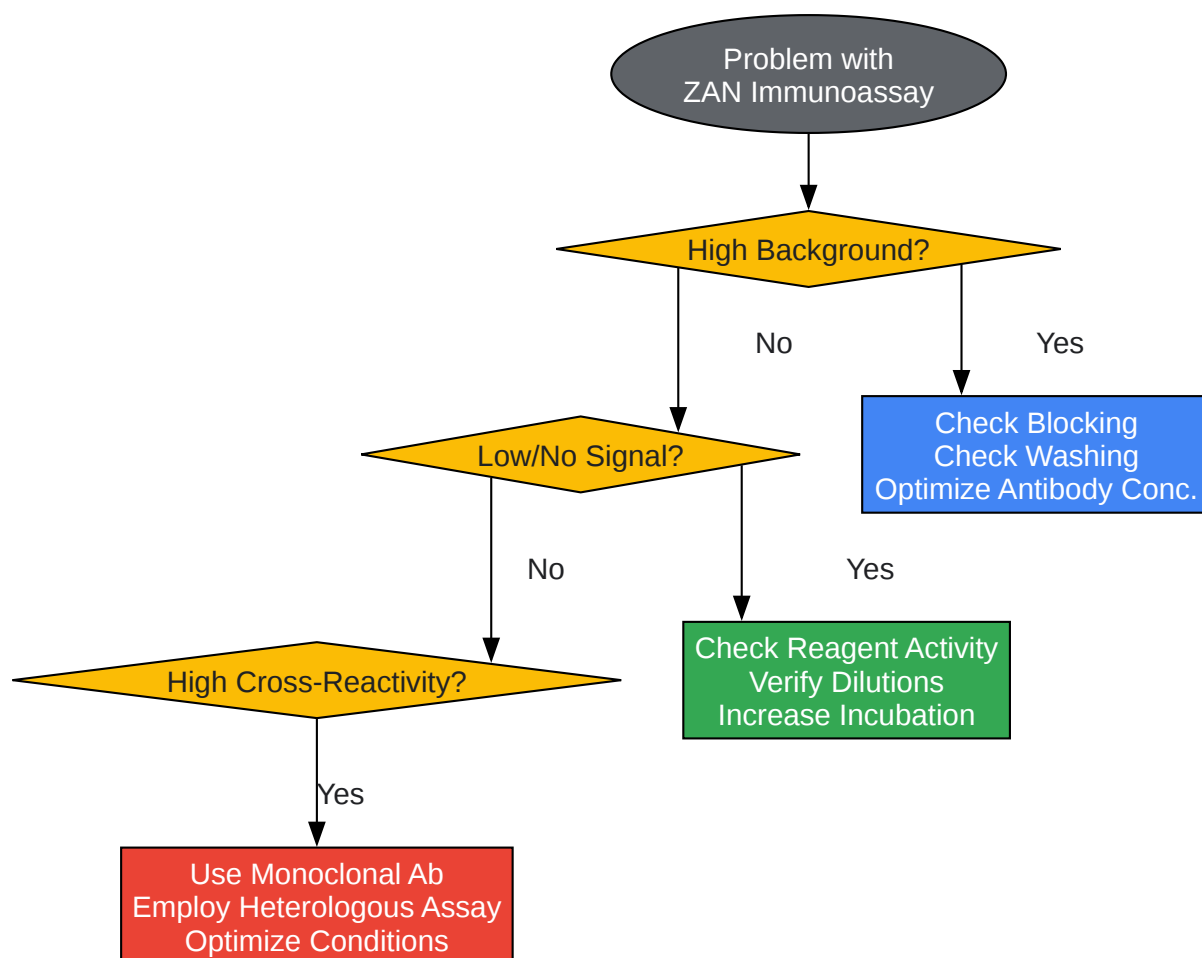 Problem with
ZAN Immunoassay
High Background?
No
Yes
Check Blocking
Check Washing
Optimize Antibody Conc.
Low/No Signal?
No
Yes
Check Reagent Activity
Verify Dilutions
Increase Incubation
High Cross-Reactivity?
Yes
Use Monoclonal Ab
Employ Heterologous Assay
Optimize Conditions